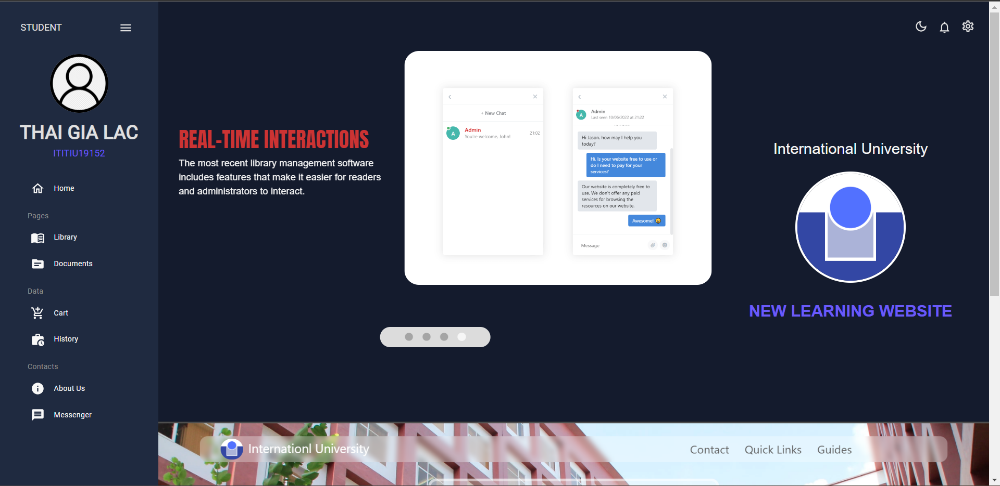 STUDENT
THAI GIA LAC
ITITIU19152
Home
Pages
Library
Documents
Data
Cart
History
Contacts
About Us
Messenger
REAL-TIME INTERACTIONS
The most recent library management software
includes features that make it easier for readers
and administrators to interact.
+ New Chat
A
Admin
You're welcome, John!
21:02
A
Admin
Last seen 10/06/2022 at 21:22
Hi Jason, how may I help you
today?
Hi, Is your website free to use or
do I need to pay for your
services?
Our website is completely free to
use. We don't offer any paid
services for browsing the
resources on our website.
Awesome! 😀
Message
International University
NEW LEARNING WEBSITE
Internationl University
Contact
Quick Links
Guides